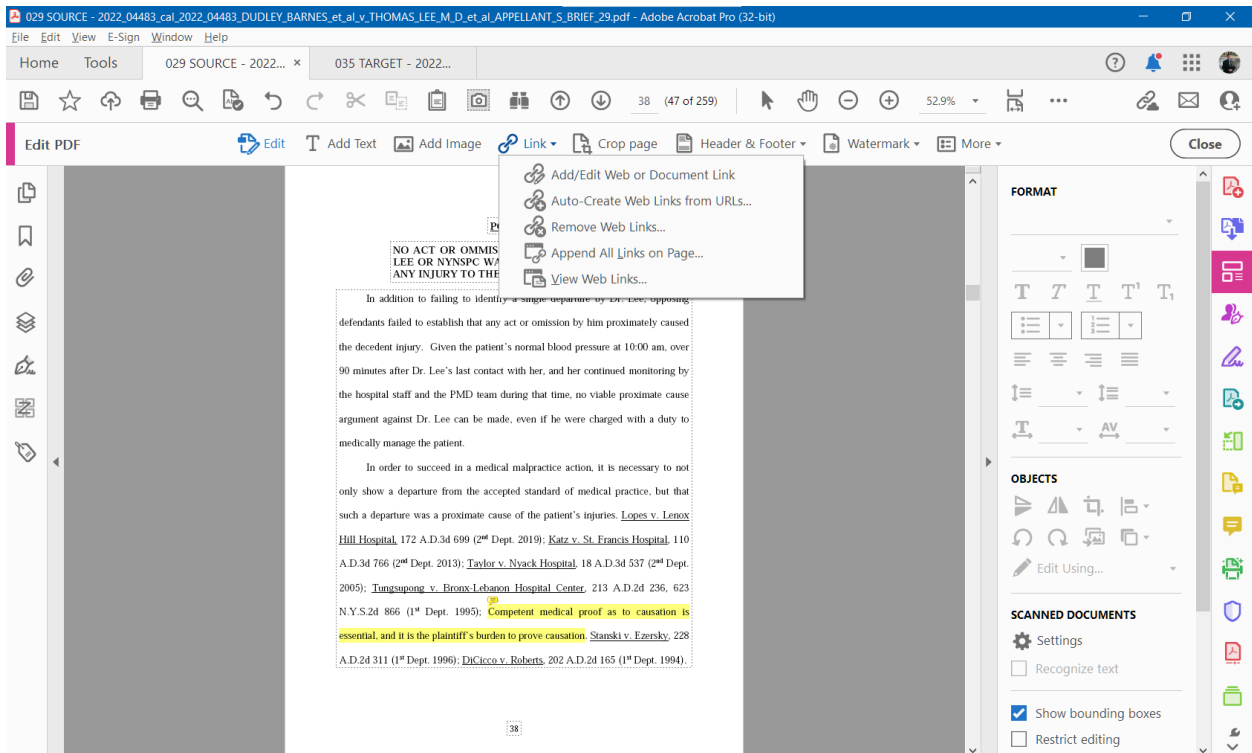 029 SOURCE - 2022_04483_cal_2022_04483_DUDLEY_BARNES_et_al_v_THOMAS_LEE_M_D_et_al_APPELLANT_S_BRIEF_29.pdf - Adobe Acrobat Pro (32-bit)
File Edit View E-Sign Window Help
Home Tools 029 SOURCE - 2022... × 035 TARGET - 2022...
38 (47 of 259) 52.9%
Edit PDF Edit Add Text Add Image Link Crop page Header & Footer Watermark More Close
Add/Edit Web or Document Link
Auto-Create Web Links from URLs...
Remove Web Links...
Append All Links on Page...
View Web Links...
NO ACT OR OMMIS
LEE OR NYNSPC WA
ANY INJURY TO THE
In addition to failing to identify a single departure by Dr. Lee, opposing
defendants failed to establish that any act or omission by him proximately caused
the decedent injury. Given the patient's normal blood pressure at 10:00 am, over
90 minutes after Dr. Lee's last contact with her, and her continued monitoring by
the hospital staff and the PMD team during that time, no viable proximate cause
argument against Dr. Lee can be made, even if he were charged with a duty to
medically manage the patient.
In order to succeed in a medical malpractice action, it is necessary to not
only show a departure from the accepted standard of medical practice, but that
such a departure was a proximate cause of the patient's injuries. Lopes v. Lenox
Hill Hospital, 172 A.D.3d 699 (2nd Dept. 2019); Katz v. St. Francis Hospital, 110
A.D.3d 766 (2nd Dept. 2013); Taylor v. Nyack Hospital, 18 A.D.3d 537 (2nd Dept.
2005); Tungsupong v. Bronx-Lebanon Hospital Center, 213 A.D.2d 236, 623
N.Y.S.2d 866 (1st Dept. 1995); Competent medical proof as to causation is
essential, and it is the plaintiff's burden to prove causation. Stanski v. Ezersky, 228
A.D.2d 311 (1st Dept. 1996); DiCicco v. Roberts, 202 A.D.2d 165 (1st Dept. 1994).
38
FORMAT
OBJECTS
Edit Using...
SCANNED DOCUMENTS
Settings
Recognize text
Show bounding boxes
Restrict editing